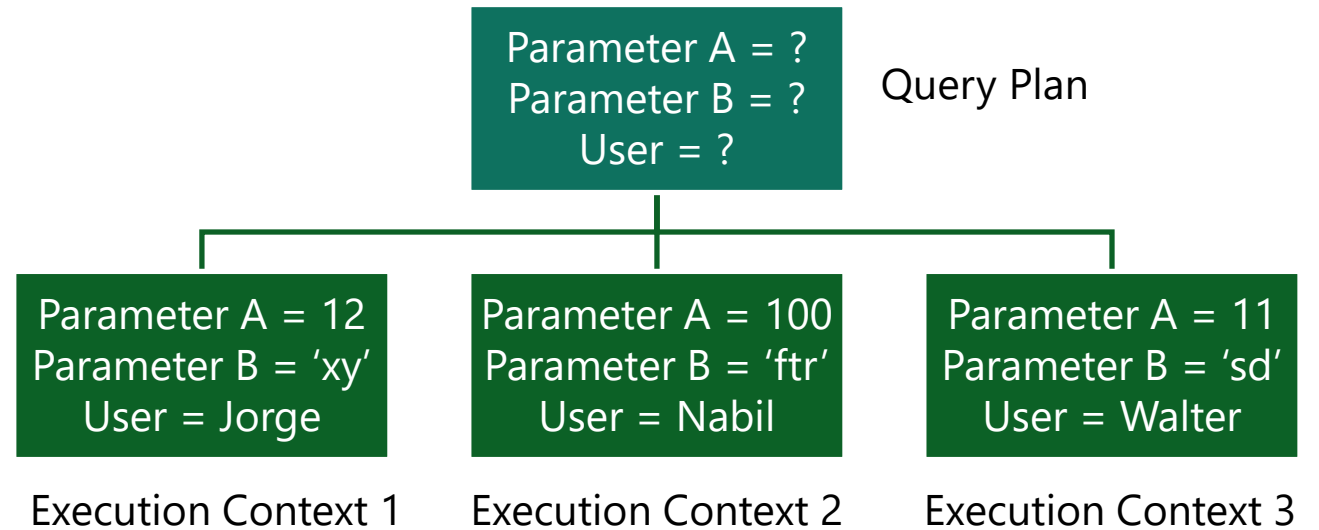 Parameter A = ?
Parameter B = ?
User = ?
Query Plan
Parameter A = 12
Parameter B = ‘xy’
User = Jorge
Parameter A = 100
Parameter B = ‘ftr’
User = Nabil
Parameter A = 11
Parameter B = ‘sd’
User = Walter
Execution Context 1
Execution Context 2
Execution Context 3